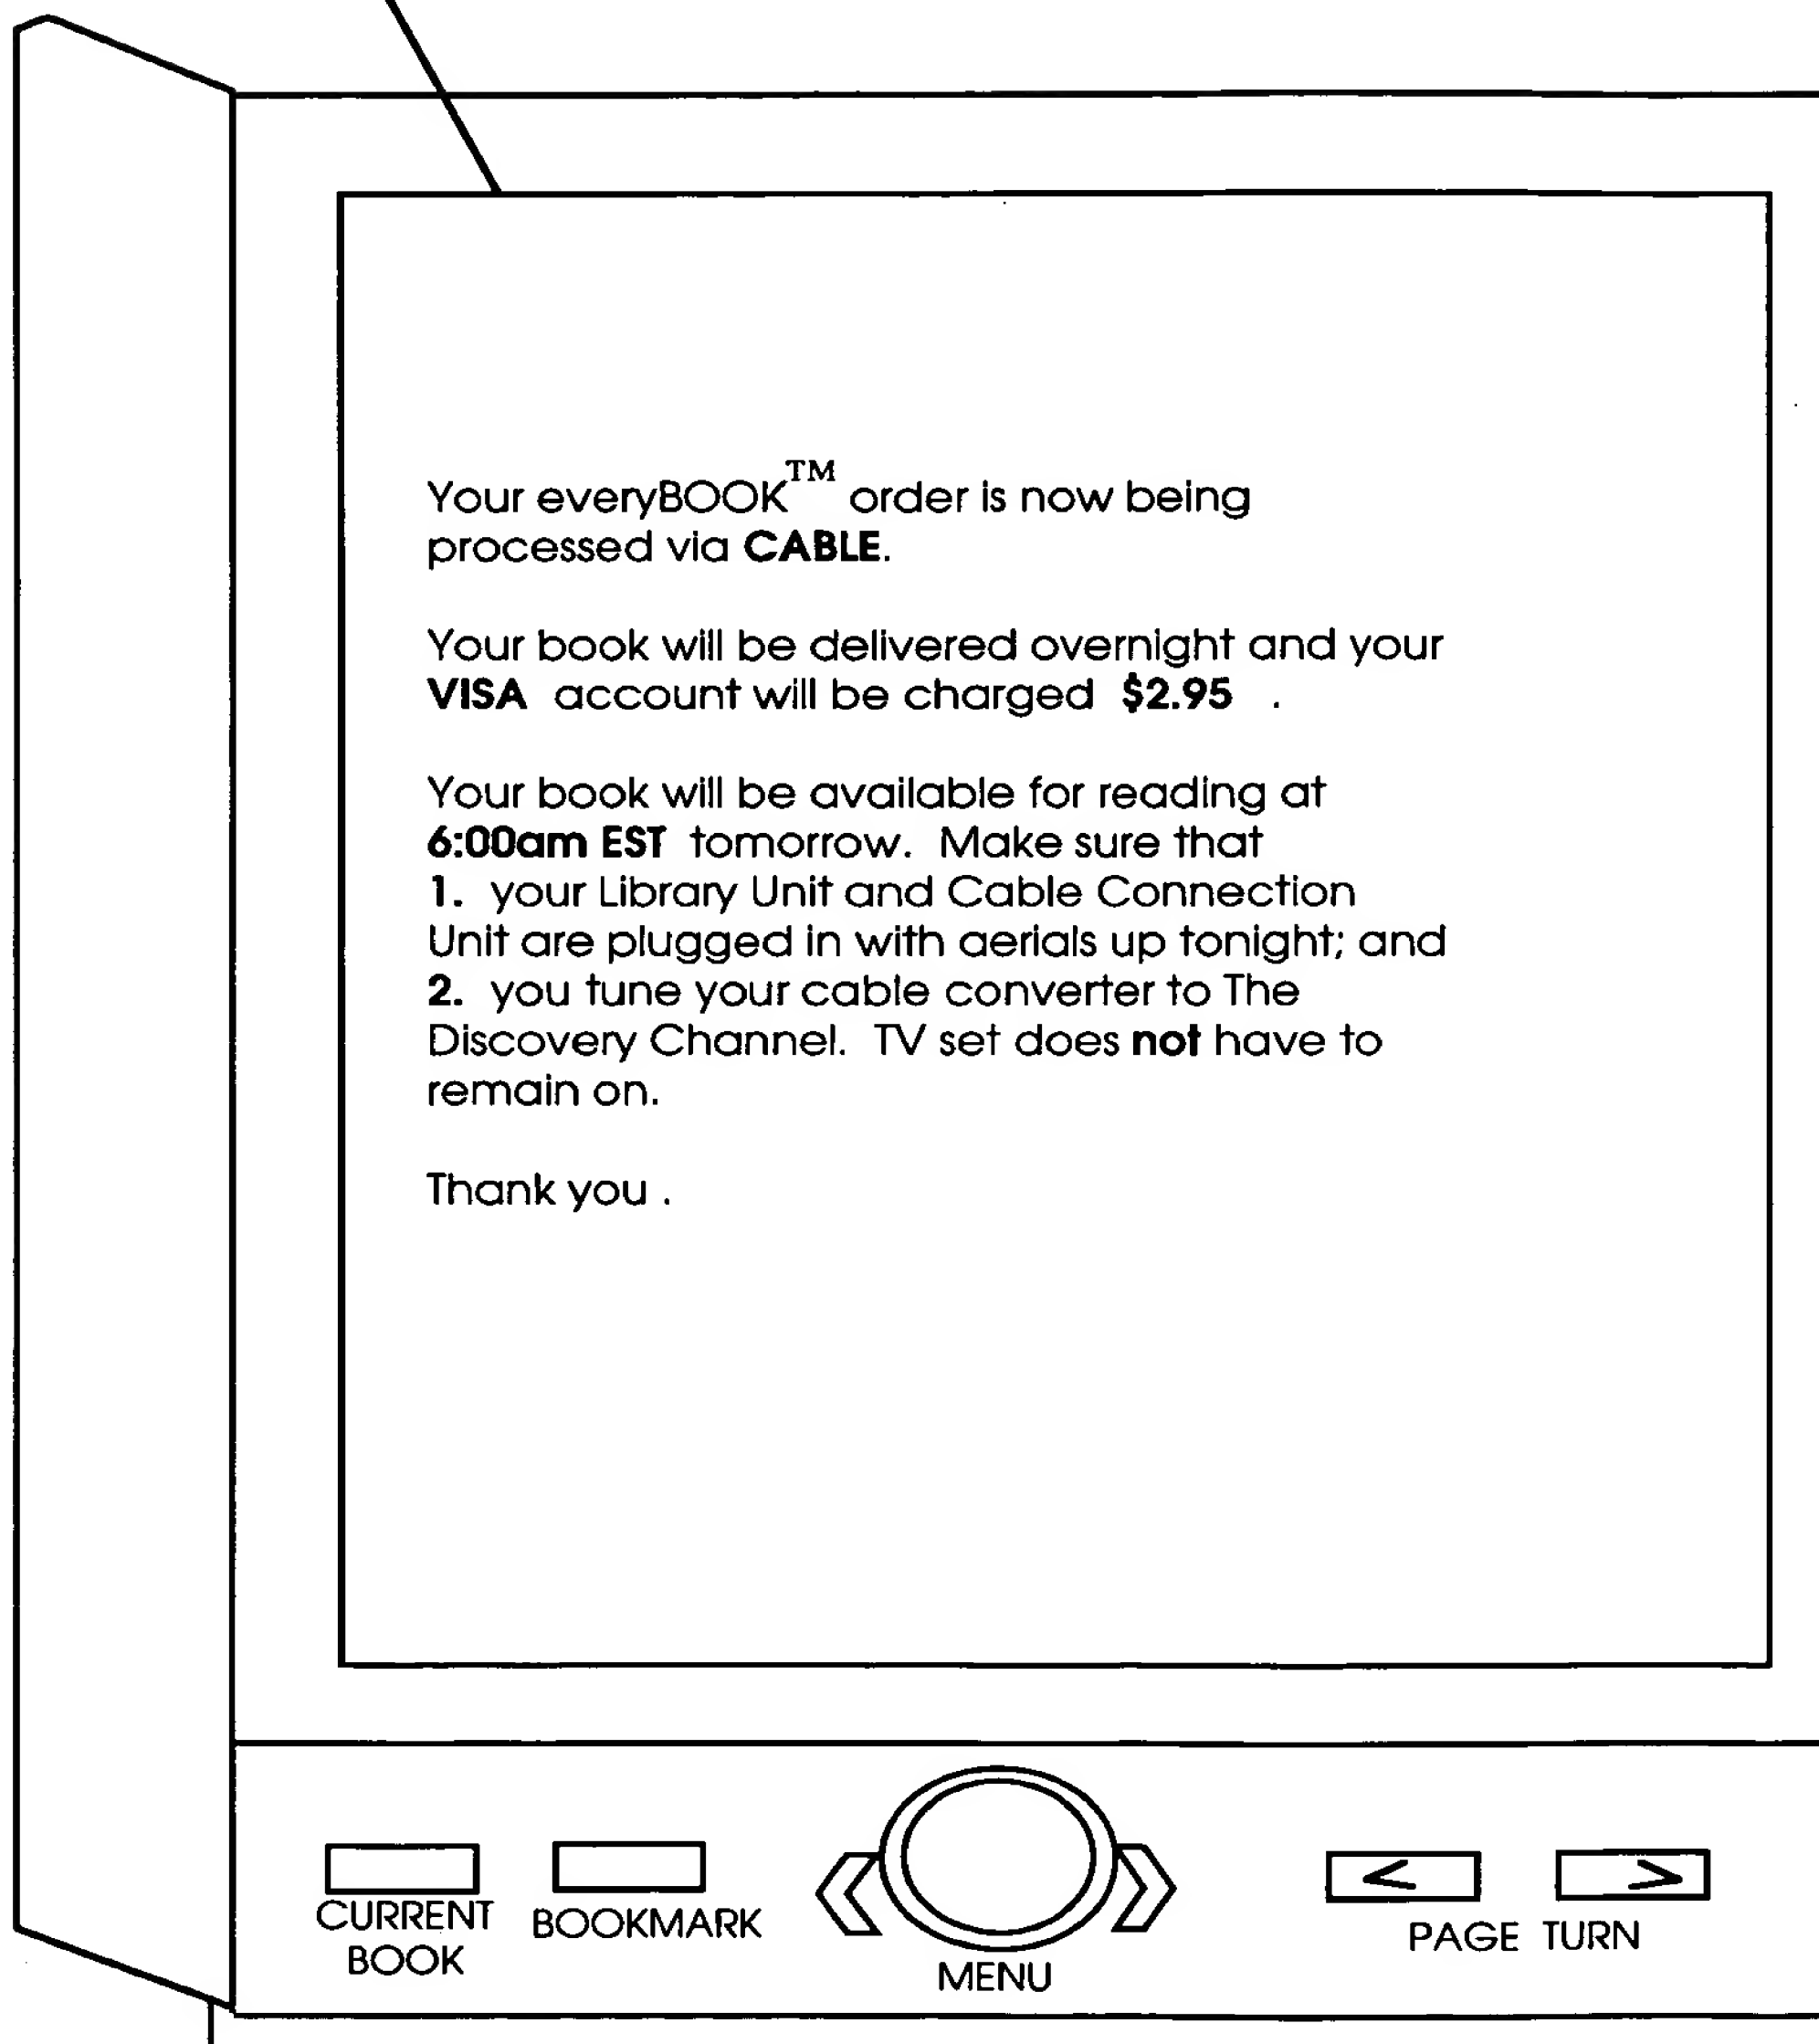 Your everyBOOK™ order is now being
processed via CABLE.
Your book will be delivered overnight and your
VISA account will be charged $2.95 .
Your book will be available for reading at
6:00am EST tomorrow. Make sure that
1. your Library Unit and Cable Connection
Unit are plugged in with aerials up tonight; and
2. you tune your cable converter to The
Discovery Channel. TV set does not have to
remain on.
Thank you .
< >
CURRENT BOOKMARK PAGE TURN
BOOK MENU